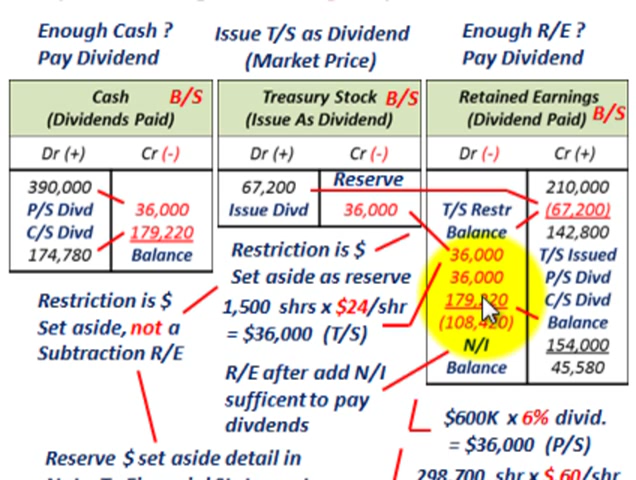 Enough Cash ?
Pay Dividend
Issue T/S as Dividend
(Market Price)
Enough R/E ?
Pay Dividend
Cash B/S
(Dividends Paid)
Dr (+) Cr (-)
390,000
P/S Divd 36,000
C/S Divd 179,220
174,780 Balance
Treasury Stock B/S
(Issue As Dividend)
Dr (+) Cr (-)
67,200 Reserve
Issue Divd 36,000
Retained Earnings
(Dividend Paid) B/S
Dr (-) Cr (+)
210,000
T/S Restr (67,200)
Balance 142,800
36,000 T/S Issued
36,000 P/S Divd
179,220 C/S Divd
(108,420) Balance
N/I 154,000
Balance 45,580
Restriction is $
Set aside, not a
Subtraction R/E
Restriction is $
Set aside as reserve
1,500 shrs x $24/shr
= $36,000 (T/S)
R/E after add N/I
sufficent to pay
divdends
$600K x 6% divid.
= $36,000 (P/S)
298,700 shr x $.60/shr
Reserve $ set aside detail in